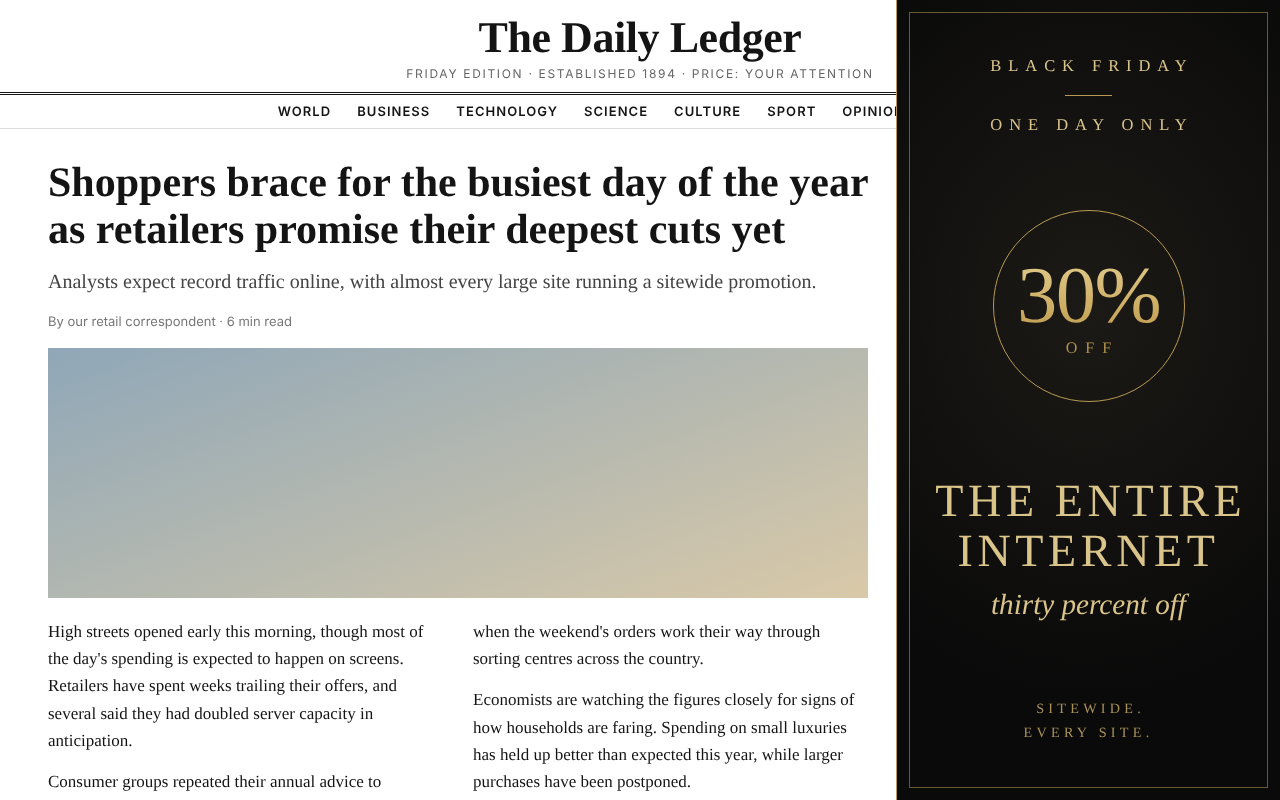 The Daily Ledger
FRIDAY EDITION · ESTABLISHED 1894 · PRICE: YOUR ATTENTION
WORLD BUSINESS TECHNOLOGY SCIENCE CULTURE SPORT
Shoppers brace for the busiest day of the year
as retailers promise their deepest cuts yet
Analysts expect record traffic online, with almost every large site running a sitewide promotion.
By our retail correspondent · 6 min read
High streets opened early this morning, though most of
the day's spending is expected to happen on screens.
Retailers have spent weeks trailing their offers, and
several said they had doubled server capacity in
anticipation.
Consumer groups repeated their annual advice to
when the weekend's orders work their way through
sorting centres across the country.
Economists are watching the figures closely for signs of
how households are faring. Spending on small luxuries
has held up better than expected this year, while larger
purchases have been postponed.
BLACK FRIDAY
ONE DAY ONLY
30%
OFF
THE ENTIRE
INTERNET
thirty percent off
SITEWIDE.
EVERY SITE.